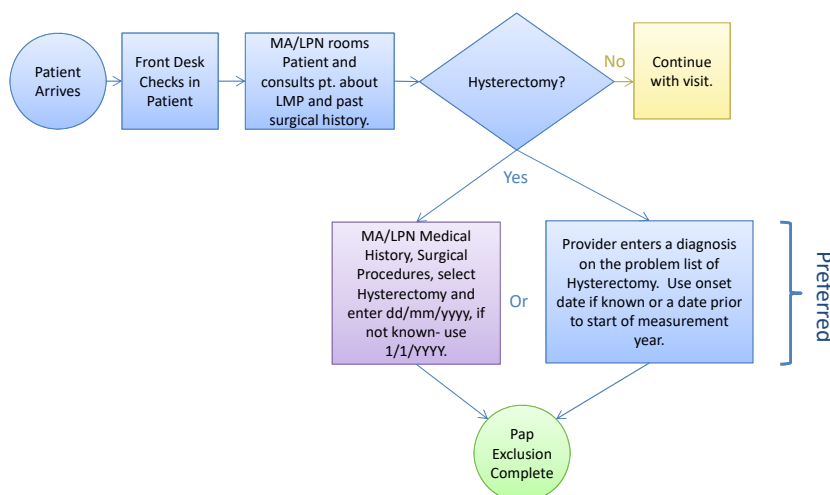 Patient
Arrives
Front Desk
Checks in
Patient
MA/LPN rooms
Patient and
consults pt. about
LMP and past
surgical history.
Hysterectomy?
No
Continue
with visit.
Yes
MA/LPN Medical
History, Surgical
Procedures, select
Hysterectomy and
enter dd/mm/yyyy, if
not known- use
1/1/YYYY.
Or
Provider enters a diagnosis
on the problem list of
Hysterectomy.  Use onset
date if known or a date prior
to start of measurement
year.
Preferred
Pap
Exclusion
Complete